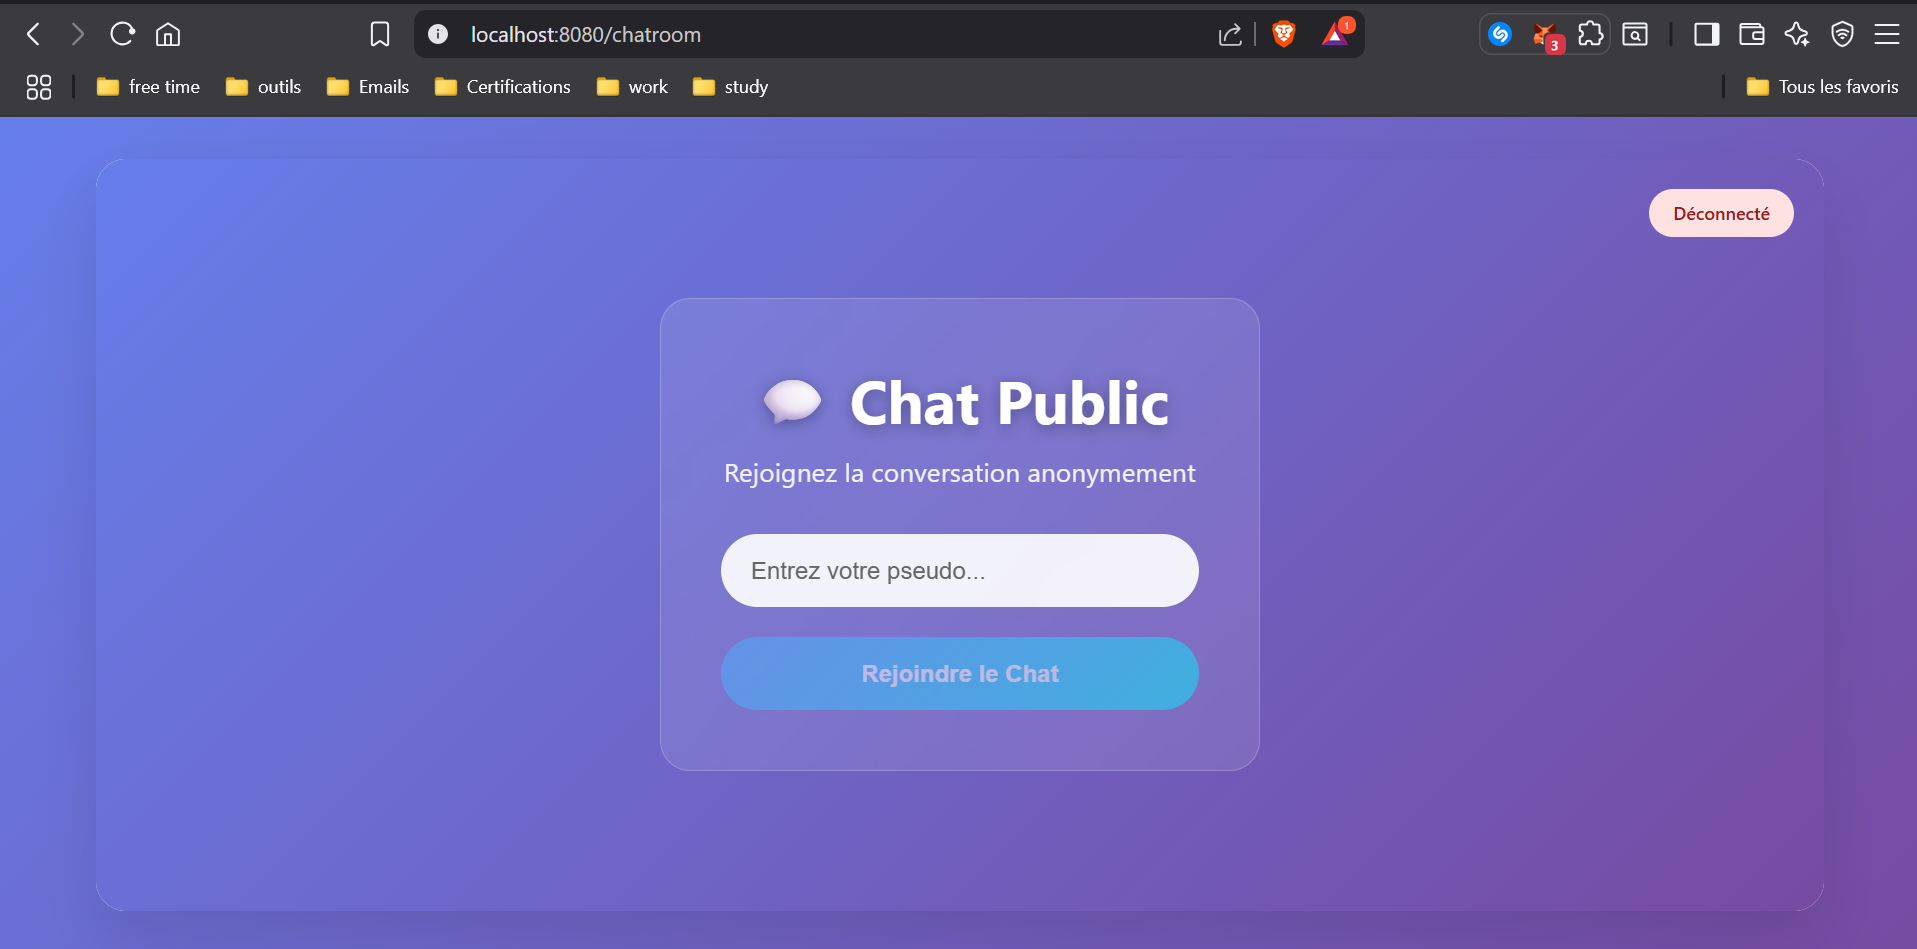 localhost:8080/chatroom
1
3
free time
outils
Emails
Certifications
work
study
Tous les favoris
Déconnecté
Chat Public
Rejoignez la conversation anonymement
Entrez votre pseudo...
Rejoindre le Chat